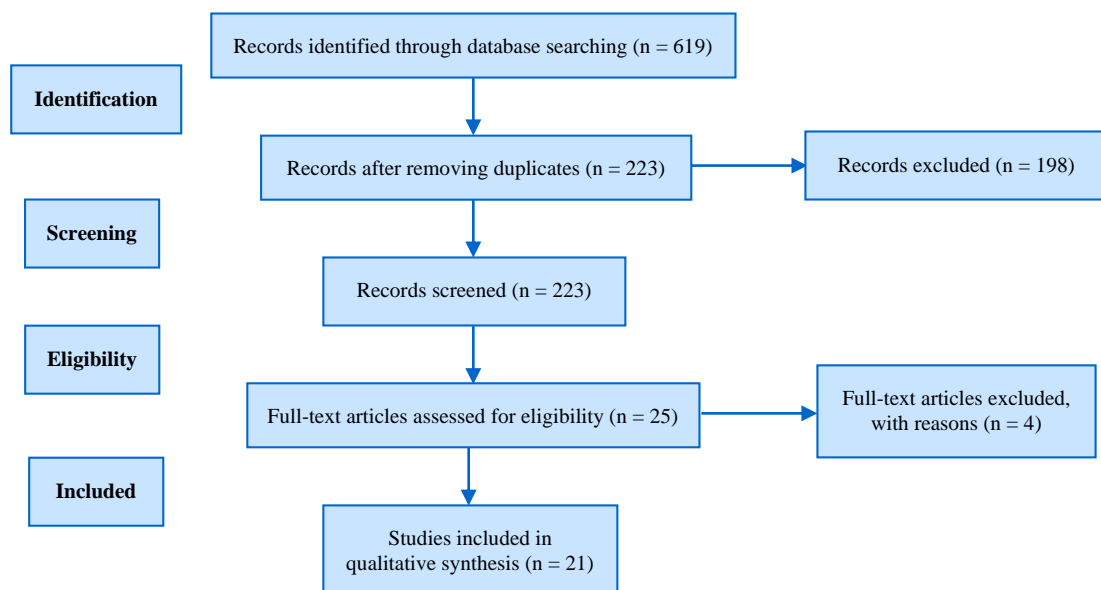 Records identified through database searching (n = 619)
Identification
Records after removing duplicates (n = 223)
Records excluded (n = 198)
Screening
Records screened (n = 223)
Eligibility
Full-text articles assessed for eligibility (n = 25)
Full-text articles excluded,
with reasons (n = 4)
Included
Studies included in
qualitative synthesis (n = 21)